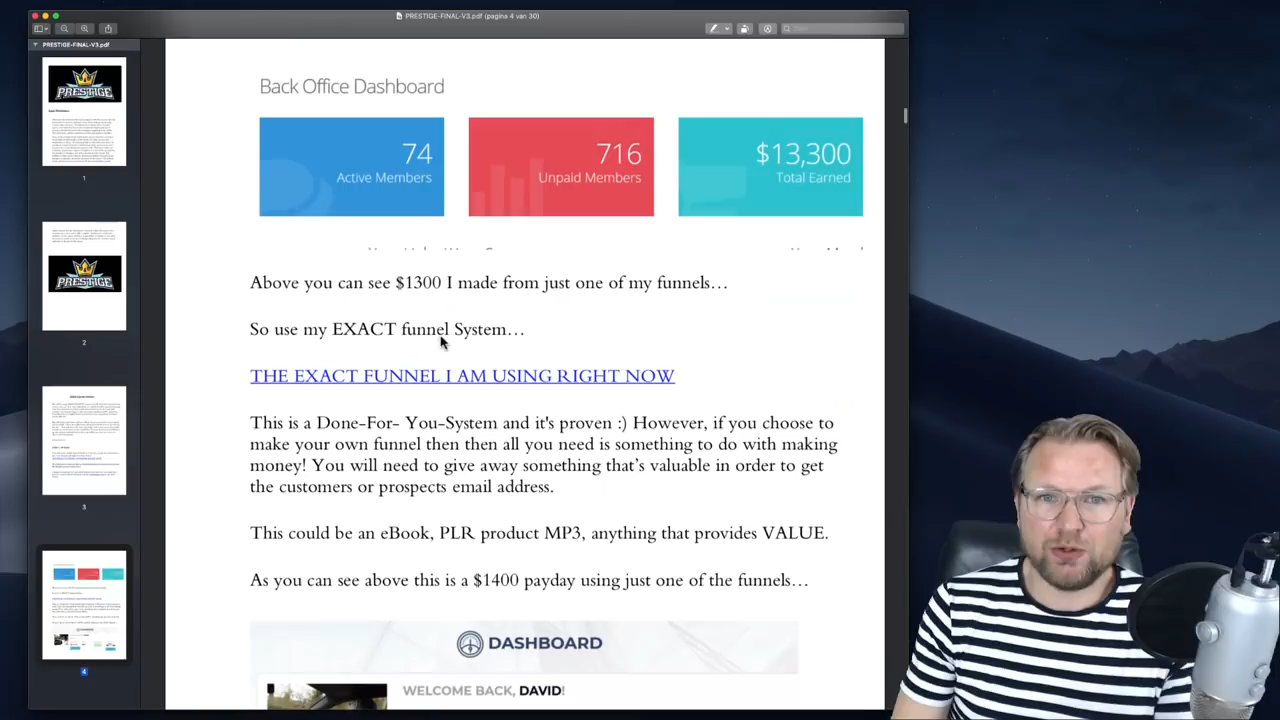 PRESTIGE-FINAL-V3.pdf (pagina 4 van 30)
PRESTIGE-FINAL-V3.pdf
PRESTIGE
1
PRESTIGE
2
3
4
Back Office Dashboard
74
Active Members
716
Unpaid Members
$13,300
Total Earned
Above you can see $1300 I made from just one of my funnels…
So use my EXACT funnel System…
THE EXACT FUNNEL I AM USING RIGHT NOW
This is a Done-For- You-System and it's proven :) However, if you choose to
make your own funnel then then all you need is something to do with making
money! You will need to give away something that's valuable in order to get
the customers or prospects email address.
This could be an eBook, PLR product MP3, anything that provides VALUE.
As you can see above this is a $1400 payday using just one of the funnels…
DASHBOARD
WELCOME BACK, DAVID!